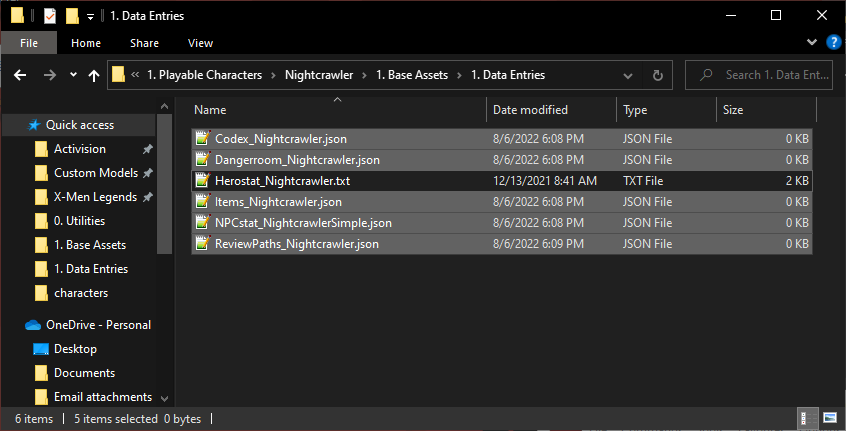 1. Data Entries
File Home Share View
« 1. Playable Characters > Nightcrawler > 1. Base Assets > 1. Data Entries Search 1. Data Ent...
Name Date modified Type Size
Quick access
Activision
Custom Models
X-Men Legends
0. Utilities
1. Base Assets
1. Data Entries
characters
OneDrive - Personal
Desktop
Documents
Email attachments
Codex_Nightcrawler.json 8/6/2022 6:08 PM JSON File 0 KB
Dangerroom_Nightcrawler.json 8/6/2022 6:08 PM JSON File 0 KB
Herostat_Nightcrawler.txt 12/13/2021 8:41 AM TXT File 2 KB
Items_Nightcrawler.json 8/6/2022 6:08 PM JSON File 0 KB
NPCstat_NightcrawlerSimple.json 8/6/2022 6:08 PM JSON File 0 KB
ReviewPaths_Nightcrawler.json 8/6/2022 6:09 PM JSON File 0 KB
6 items 5 items selected 0 bytes